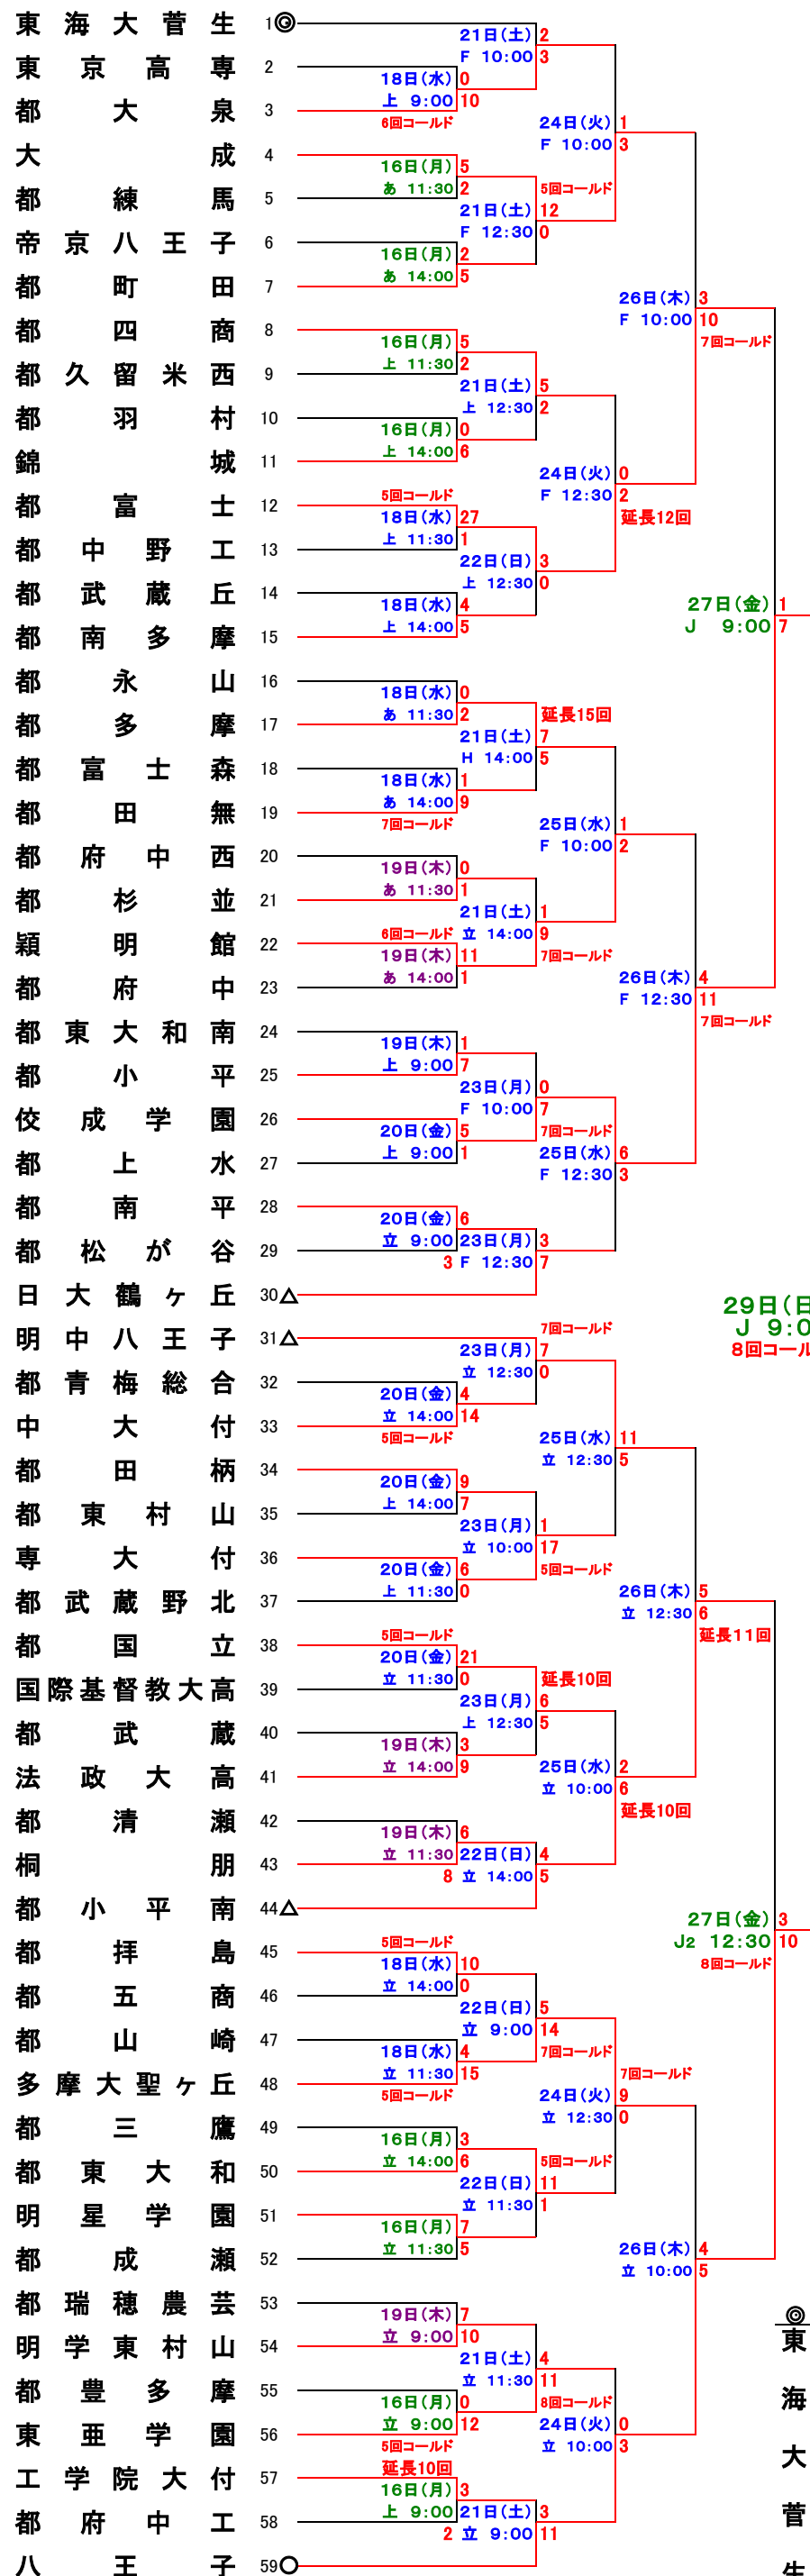 東海大菅生 1◎
21日(土) 2
F 10:00 3
東京高専 2
18日(水) 0
上 9:00 10
都大泉 3
6回コールド
24日(火) 1
F 10:00 3
大成 4
16日(月) 5
あ 11:30 2
都練馬 5
5回コールド
21日(土) 12
F 12:30 0
帝京八王子 6
16日(月) 2
あ 14:00 5
都町田 7
26日(木) 3
F 10:00 10
7回コールド
都四商 8
16日(月) 5
上 11:30 2
都久留米西 9
21日(土) 5
上 12:30 2
都羽村 10
16日(月) 0
上 14:00 6
錦城 11
24日(火) 0
F 12:30 2
延長12回
5回コールド
都富士 12
18日(水) 27
上 11:30 1
都中野工 13
22日(日) 3
上 12:30 0
都武蔵丘 14
18日(水) 4
上 14:00 5
都南多摩 15
27日(金) 1
J 9:00 7
都永山 16
18日(水) 0
あ 11:30 2
都多摩 17
延長15回
21日(土) 7
H 14:00 5
都富士森 18
18日(水) 1
あ 14:00 9
都田無 19
7回コールド
25日(水) 1
F 10:00 2
都府中西 20
19日(木) 0
あ 11:30 1
都杉並 21
21日(土) 1
立 14:00 9
7回コールド
6回コールド
穎明館 22
19日(木) 11
あ 14:00 1
都府中 23
26日(木) 4
F 12:30 11
7回コールド
都東大和南 24
19日(木) 1
上 9:00 7
都小平 25
23日(月) 0
F 10:00 7
7回コールド
佼成学園 26
20日(金) 5
上 9:00 1
都上水 27
25日(水) 6
F 12:30 3
都南平 28
20日(金) 6
立 9:00
3
都松が谷 29
23日(月) 3
F 12:30 7
日大鶴ヶ丘 30△
29日(日
J 9:0
8回コール
明中八王子 31△
7回コールド
23日(月) 7
立 12:30 0
都青梅総合 32
20日(金) 4
立 14:00 14
中大付 33
5回コールド
25日(水) 11
立 12:30 5
都田柄 34
20日(金) 9
上 14:00 7
都東村山 35
23日(月) 1
立 10:00 17
5回コールド
専大付 36
20日(金) 6
上 11:30 0
都武蔵野北 37
26日(木) 5
立 12:30 6
延長11回
都国立 38
5回コールド
20日(金) 21
立 11:30 0
国際基督教大高 39
延長10回
23日(月) 6
上 12:30 5
都武蔵 40
19日(木) 3
立 14:00 9
法政大高 41
25日(水) 2
立 10:00 6
延長10回
都清瀬 42
19日(木) 6
立 11:30
8
桐朋 43
22日(日) 4
立 14:00 5
都小平南 44△
27日(金) 3
J2 12:30 10
8回コールド
都拝島 45
5回コールド
18日(水) 10
立 14:00 0
都五商 46
22日(日) 5
立 9:00 14
7回コールド
都山崎 47
18日(水) 4
立 11:30 15
多摩大聖ヶ丘 48
5回コールド
7回コールド
24日(火) 9
立 12:30 0
都三鷹 49
16日(月) 3
立 14:00 6
都東大和 50
5回コールド
22日(日) 11
立 11:30 1
明星学園 51
16日(月) 7
立 11:30 5
都成瀬 52
26日(木) 4
立 10:00 5
都瑞穂農芸 53
19日(木) 7
立 9:00 10
明学東村山 54
21日(土) 4
立 11:30 11
8回コールド
都豊多摩 55
16日(月) 0
立 9:00 12
東亜学園 56
5回コールド
24日(火) 0
立 10:00 3
工学院大付 57
延長10回
16日(月) 3
上 9:00
2
都府中工 58
21日(土) 3
立 9:00 11
八王子 59○
◎
東海大菅生